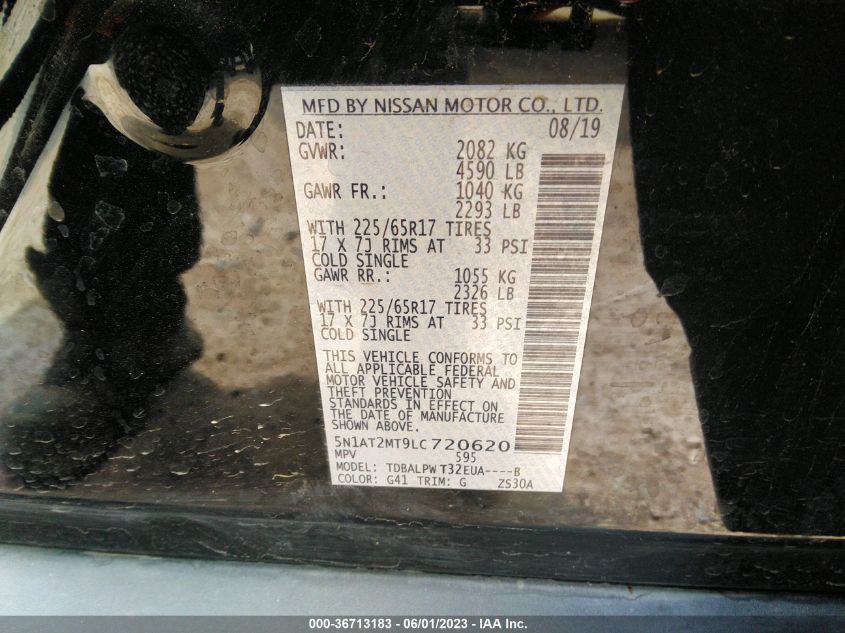 MFD BY NISSAN MOTOR CO., LTD.
DATE: 08/19
GVWR: 2082 KG
4590 LB
GAWR FR.: 1040 KG
2293 LB
WITH 225/65R17 TIRES
17 X 7J RIMS AT 33 PSI
COLD SINGLE
GAWR RR.: 1055 KG
2326 LB
WITH 225/65R17 TIRES
17 X 7J RIMS AT 33 PSI
COLD SINGLE
THIS VEHICLE CONFORMS TO
ALL APPLICABLE FEDERAL
MOTOR VEHICLE SAFETY AND
THEFT PREVENTION
STANDARDS IN EFFECT ON
THE DATE OF MANUFACTURE
SHOWN ABOVE.
5N1AT2MT9LC720620
MPV 595
MODEL: TDBALPW T32EUA----B
COLOR: G41 TRIM: G ZS30A
000-36713183 - 06/01/2023 - IAA Inc.